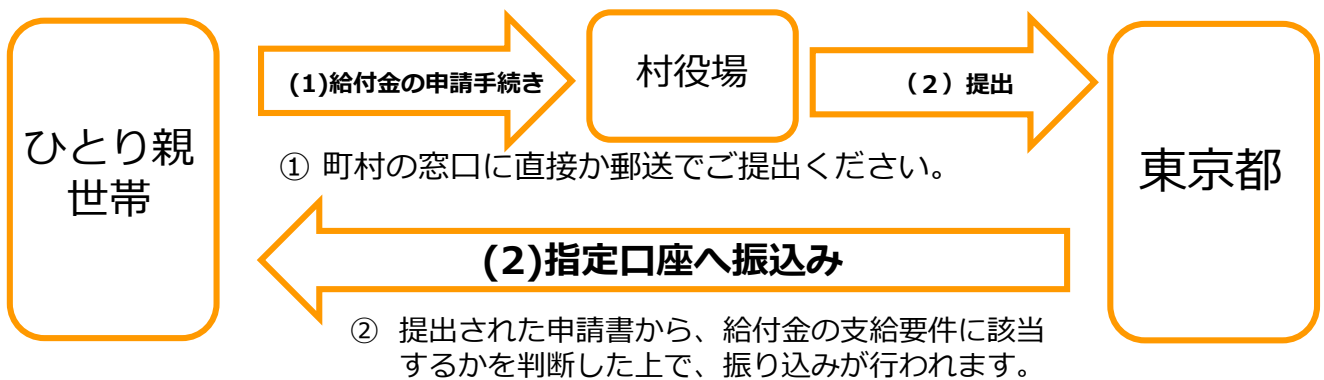 ひとり親
世帯
(1)給付金の申請手続き
村役場
（２）提出
東京都
① 町村の窓口に直接か郵送でご提出ください。
(2)指定口座へ振込み
② 提出された申請書から、給付金の支給要件に該当
するかを判断した上で、振り込みが行われます。